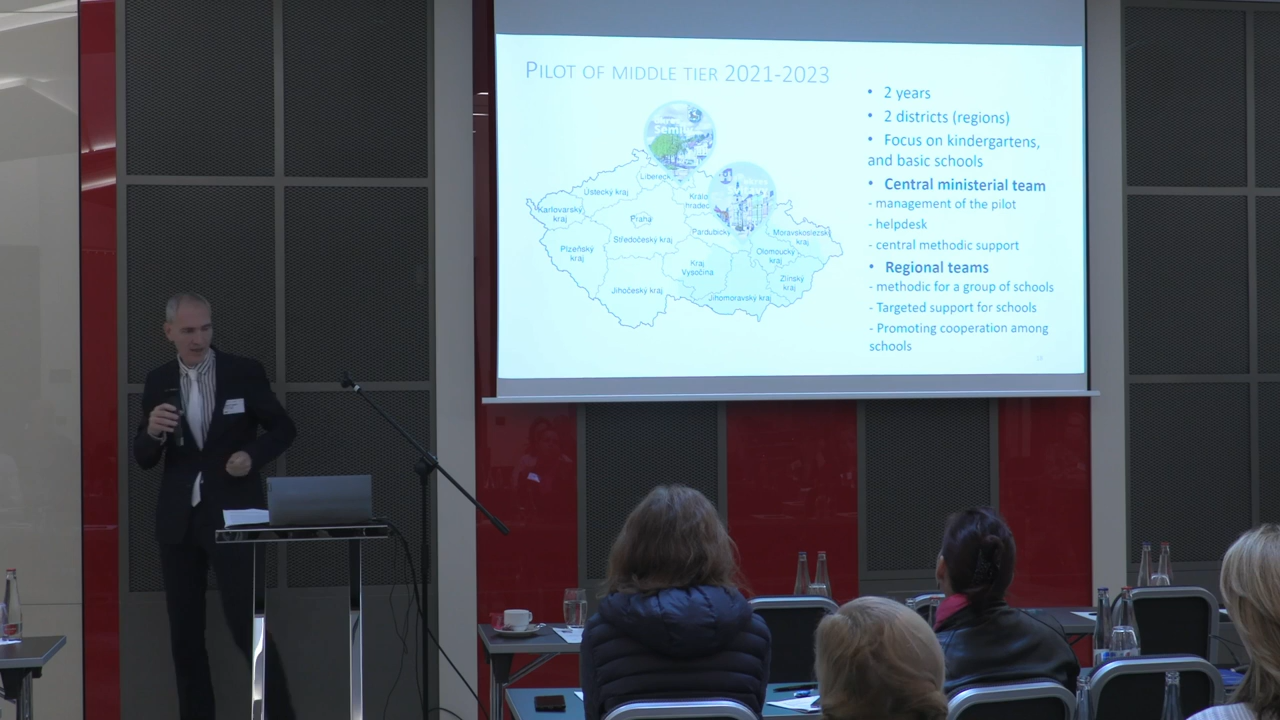 PILOT OF MIDDLE TIER 2021-2023
• 2 years
• 2 districts (regions)
• Focus on kindergartens,
and basic schools
• Central ministerial team
- management of the pilot
- helpdesk
- central methodic support
• Regional teams
- methodic for a group of schools
- Targeted support for schools
- Promoting cooperation among
schools
Semily
Liberecký
Ústecký kraj
Karlovarský
kraj
Králo
hradec
Praha
Středočeský kraj
Pardubický
Moravskoslezský
kraj
Plzeňský
kraj
Olomoucký
kraj
Kraj
Vysočina
Zlínský
kraj
Jihočeský kraj
Jihomoravský kraj